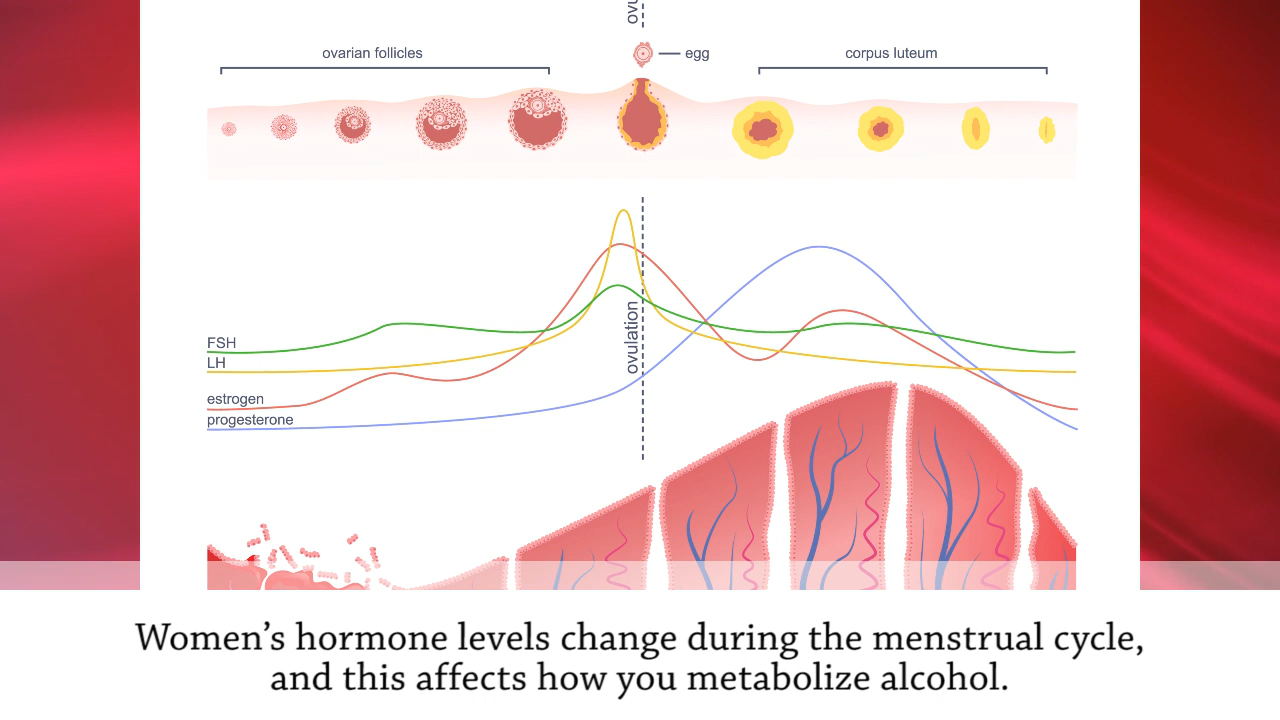 ovarian follicles
egg
corpus luteum
ovulation
FSH
LH
estrogen
progesterone
Women's hormone levels change during the menstrual cycle,
and this affects how you metabolize alcohol.